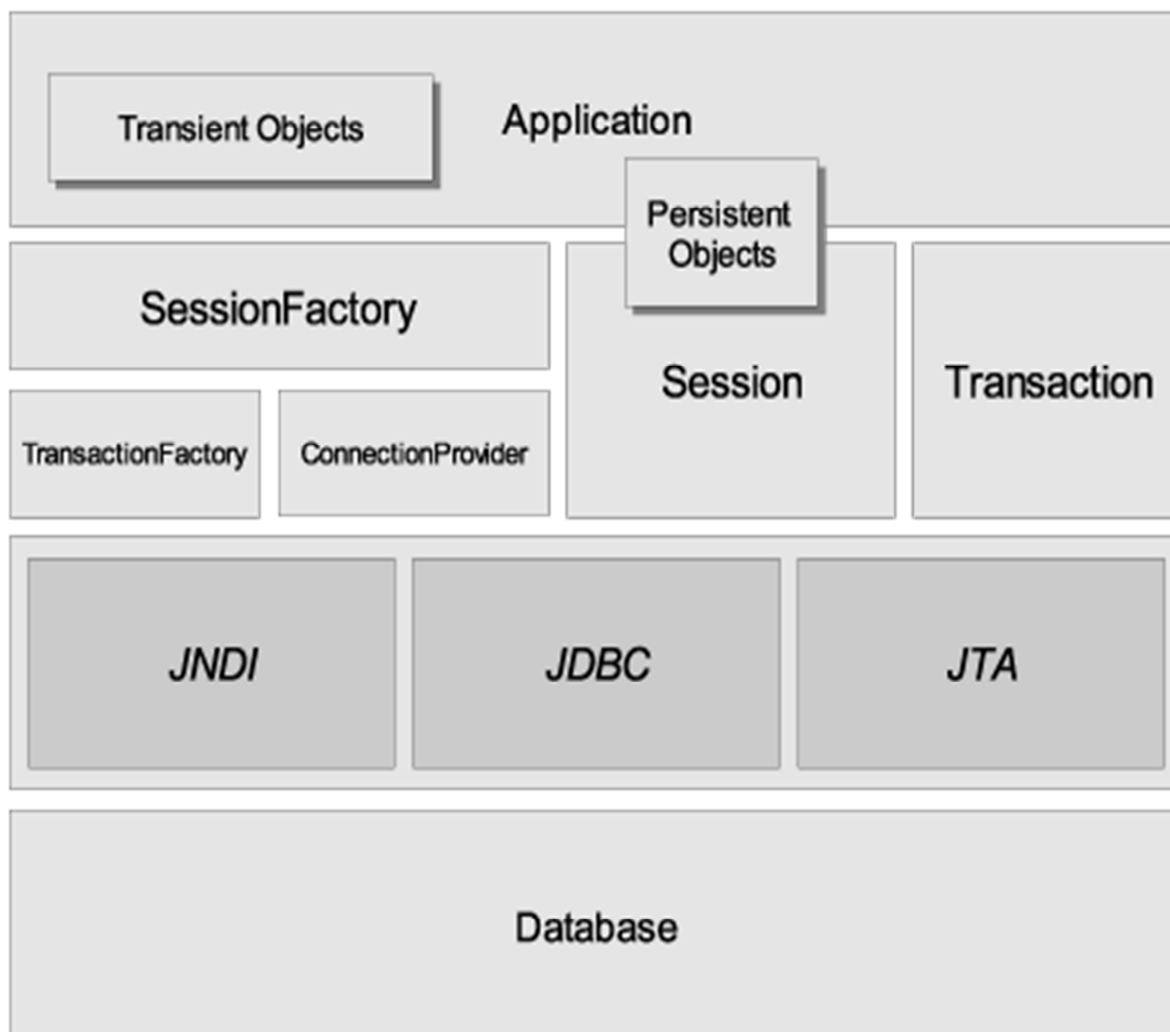 Transient Objects
Application
Persistent
Objects
SessionFactory
Session
Transaction
TransactionFactory
ConnectionProvider
JNDI
JDBC
JTA
Database